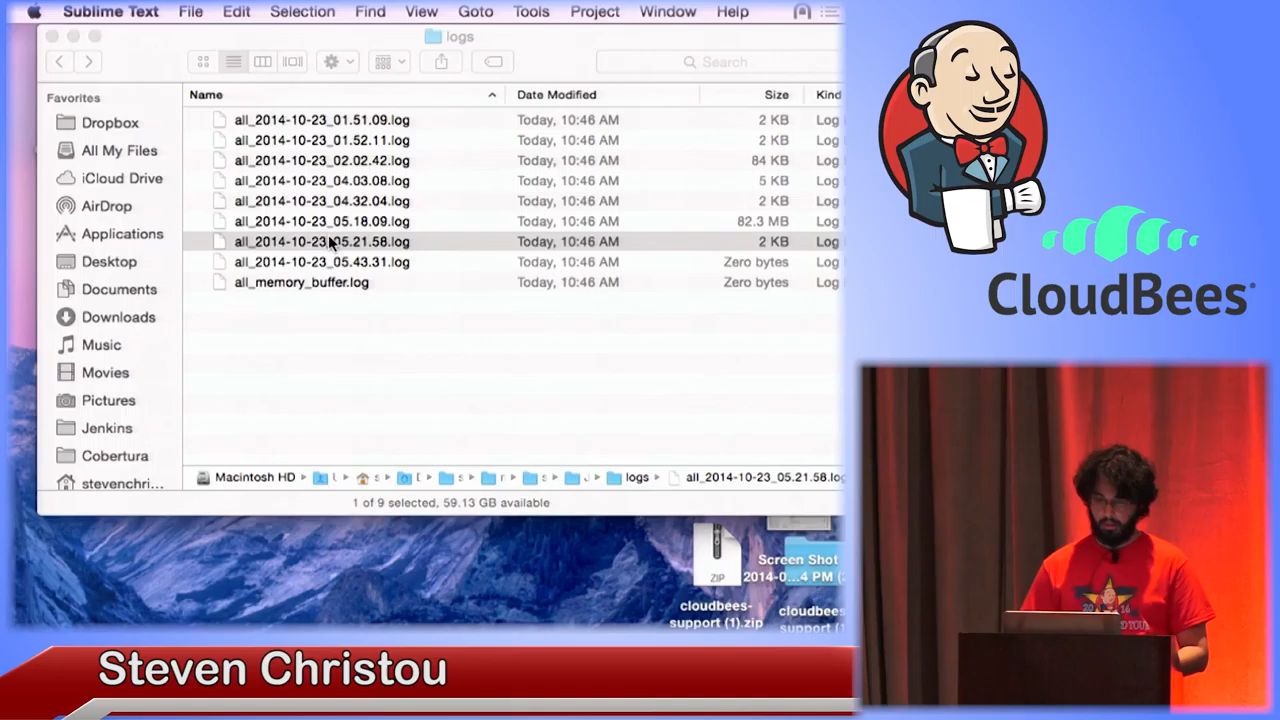 Sublime Text File Edit Selection Find View Goto Tools Project Window Help
logs
Search
Favorites
Dropbox
All My Files
iCloud Drive
AirDrop
Applications
Desktop
Documents
Downloads
Music
Movies
Pictures
Jenkins
Cobertura
stevenchri...
Name Date Modified Size Kind
all_2014-10-23_01.51.09.log Today, 10:46 AM 2 KB Log
all_2014-10-23_01.52.11.log Today, 10:46 AM 2 KB Log
all_2014-10-23_02.02.42.log Today, 10:46 AM 84 KB Log
all_2014-10-23_04.03.08.log Today, 10:46 AM 5 KB Log
all_2014-10-23_04.32.04.log Today, 10:46 AM 2 KB Log
all_2014-10-23_05.18.09.log Today, 10:46 AM 82.3 MB Log
all_2014-10-23_05.21.58.log Today, 10:46 AM 2 KB Log
all_2014-10-23_05.43.31.log Today, 10:46 AM Zero bytes Log
all_memory_buffer.log Today, 10:46 AM Zero bytes Log
Macintosh HD logs all_2014-10-23_05.21.58.log
1 of 9 selected, 59.13 GB available
ZIP
cloudbees-
support (1).zip
Screen Shot
2014-0...4 PM (2
cloudbees
support (1
CloudBees
Steven Christou